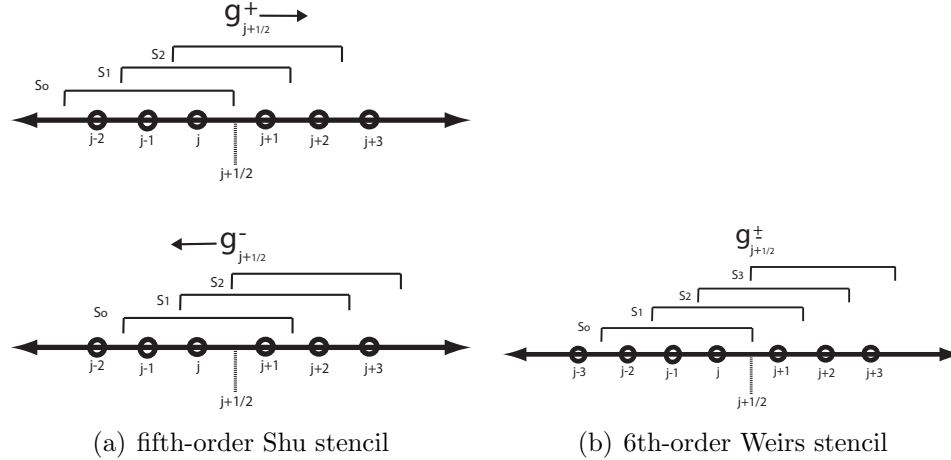 g+j+1/2
S2
S1
So
j-2 j-1 j j+1 j+2 j+3
j+1/2
g-j+1/2
S2
S1
So
j-2 j-1 j j+1 j+2 j+3
j+1/2
(a) fifth-order Shu stencil
g±j+1/2
S3
S2
S1
So
j-3 j-2 j-1 j j+1 j+2 j+3
j+1/2
(b) 6th-order Weirs stencil